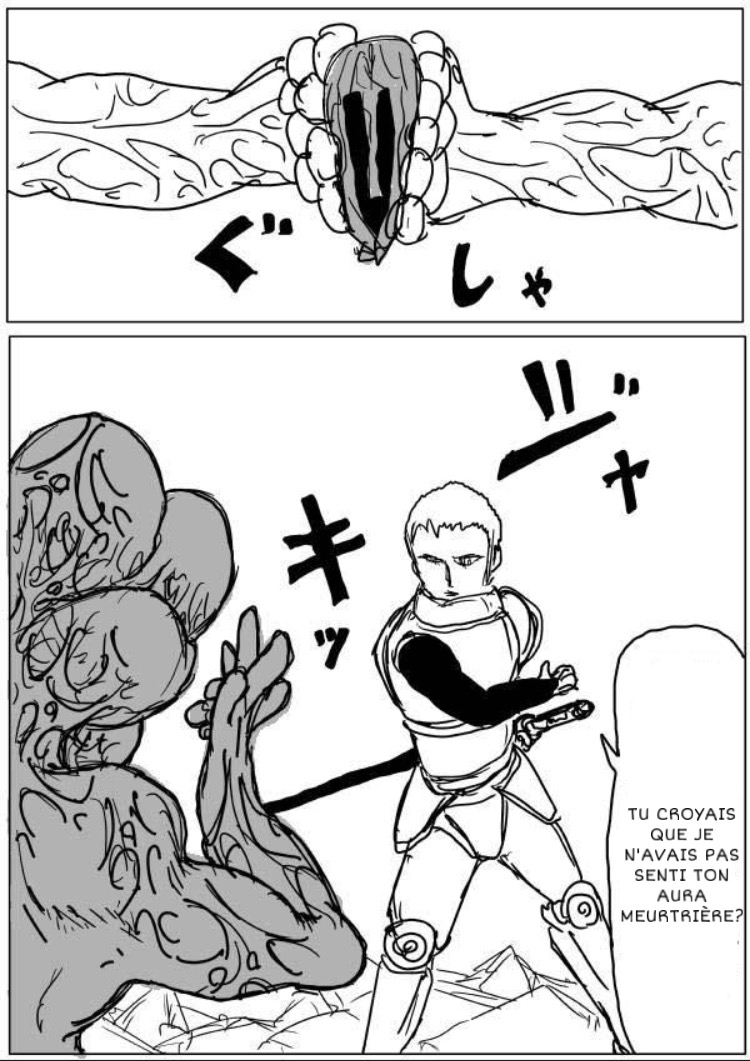 ぐしゃ
ジャキッ
TU CROYAIS
QUE JE
N'AVAIS PAS
SENTI TON
AURA
MEURTRIÈRE?